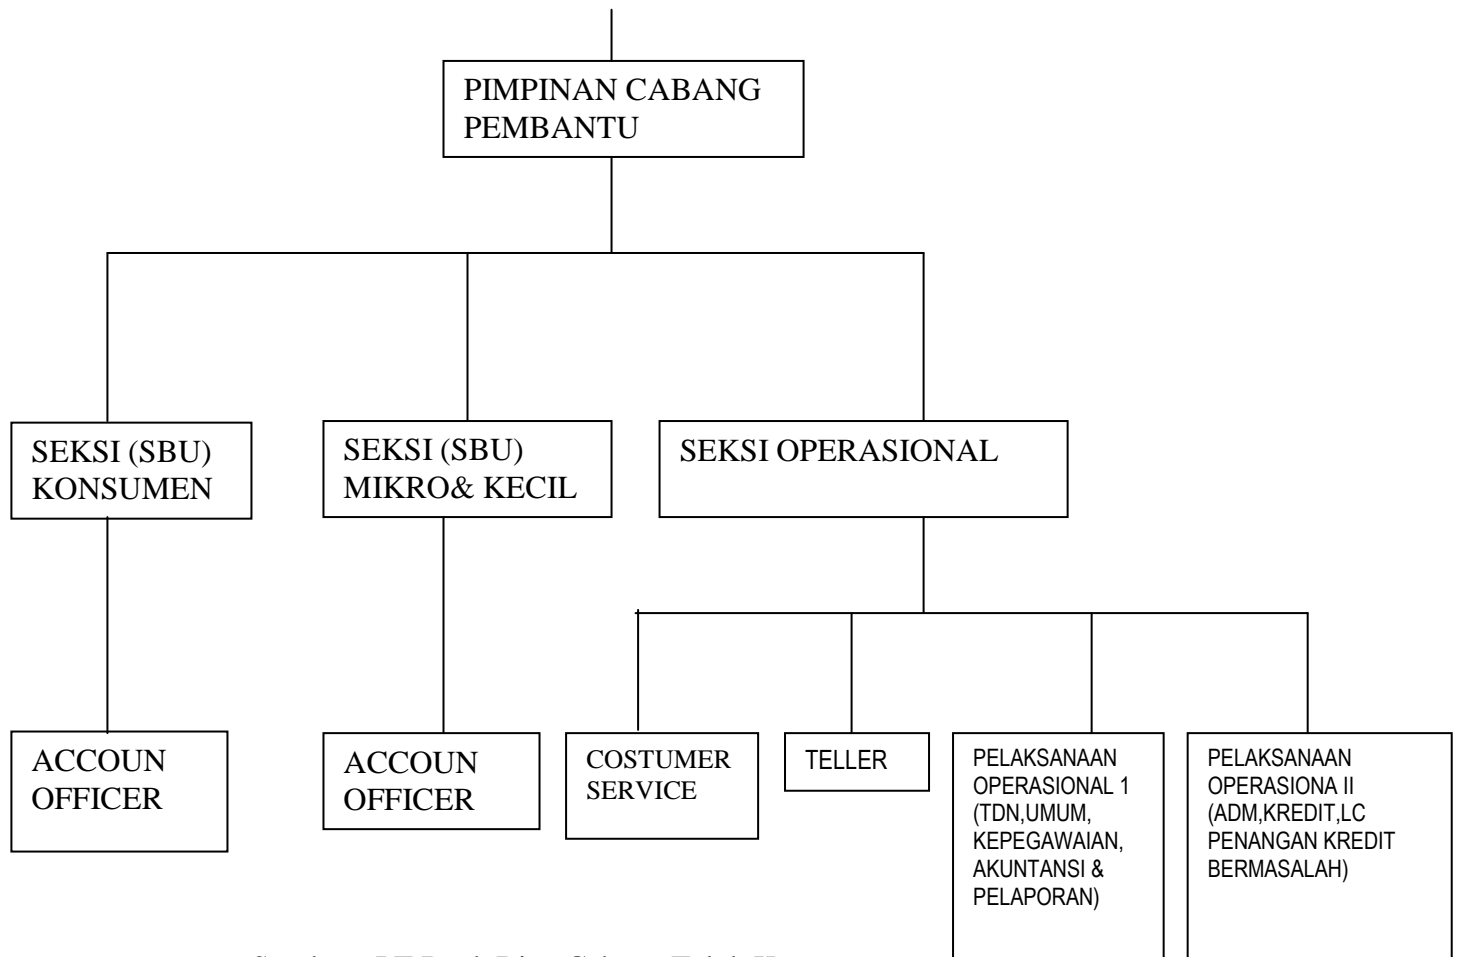 PIMPINAN CABANG
PEMBANTU
SEKSI (SBU)
KONSUMEN
SEKSI (SBU)
MIKRO& KECIL
SEKSI OPERASIONAL
ACCOUN
OFFICER
ACCOUN
OFFICER
COSTUMER
SERVICE
TELLER
PELAKSANAAN
OPERASIONAL 1
(TDN,UMUM,
KEPEGAWAIAN,
AKUNTANSI &
PELAPORAN)
PELAKSANAAN
OPERASIONA II
(ADM,KREDIT,LC
PENANGAN KREDIT
BERMASALAH)